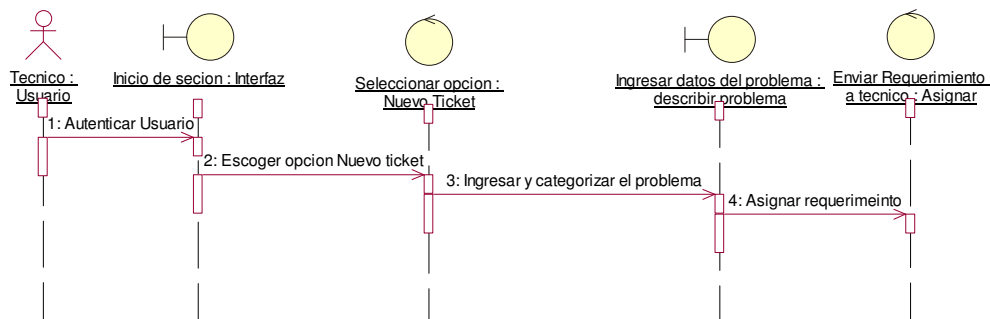 Tecnico :
Usuario
Inicio de secion : Interfaz
Seleccionar opcion :
Nuevo Ticket
Ingresar datos del problema :
describir problema
Enviar Requerimiento
a tecnico : Asignar
1: Autenticar Usuario
2: Escoger opcion Nuevo ticket
3: Ingresar y categorizar el problema
4: Asignar requerimeinto